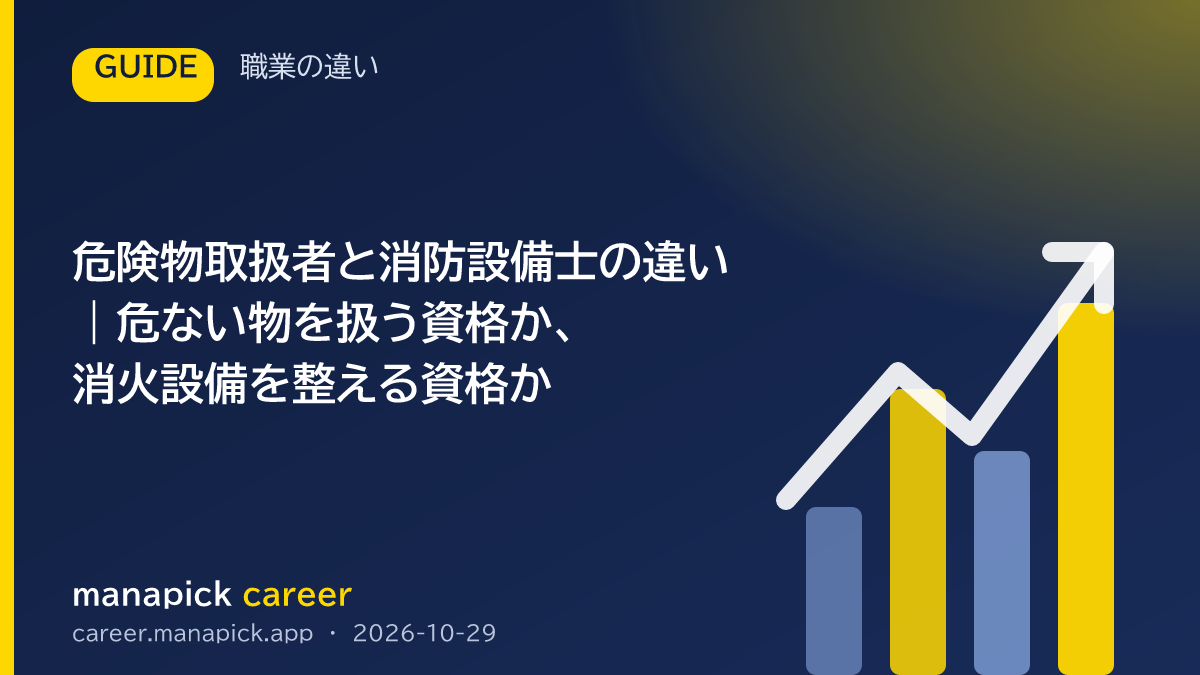 GUIDE 職業の違い
危険物取扱者と消防設備士の違い
｜危ない物を扱う資格か、
消火設備を整える資格か
manapick career
career.manapick.app ・ 2026-10-29